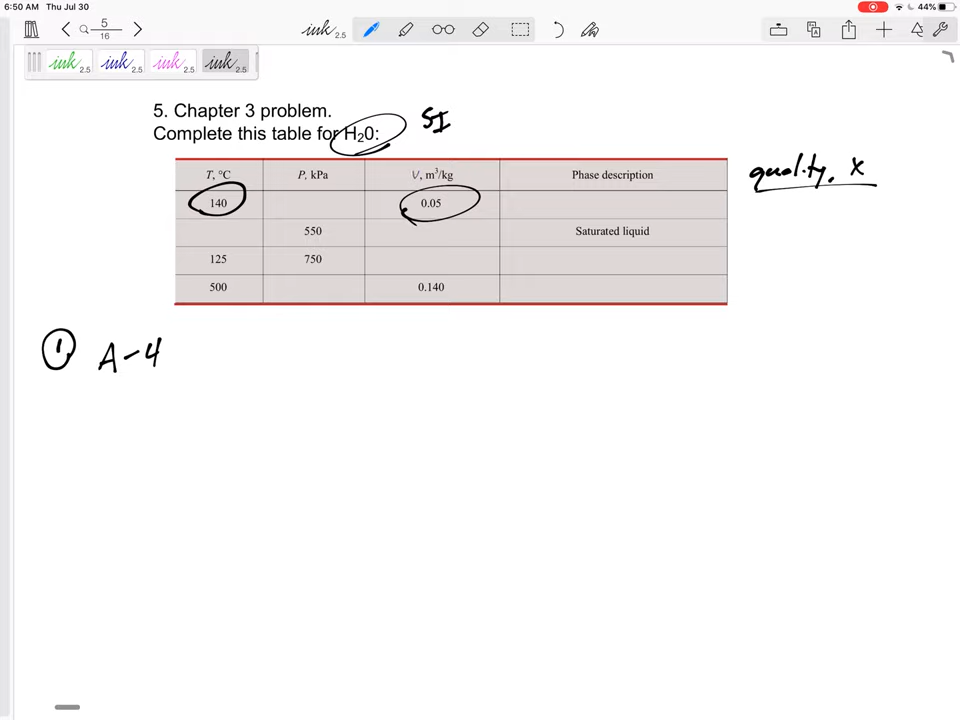 6:50 AM Thu Jul 30
44%
5
16
ink 2.5
ink 2.5
ink 2.5
ink 2.5
ink 2.5
5. Chapter 3 problem.
Complete this table for H₂0: SI
quality, x
T, °C P, kPa V, m³/kg Phase description
140 0.05
550 Saturated liquid
125 750
500 0.140
① A-4